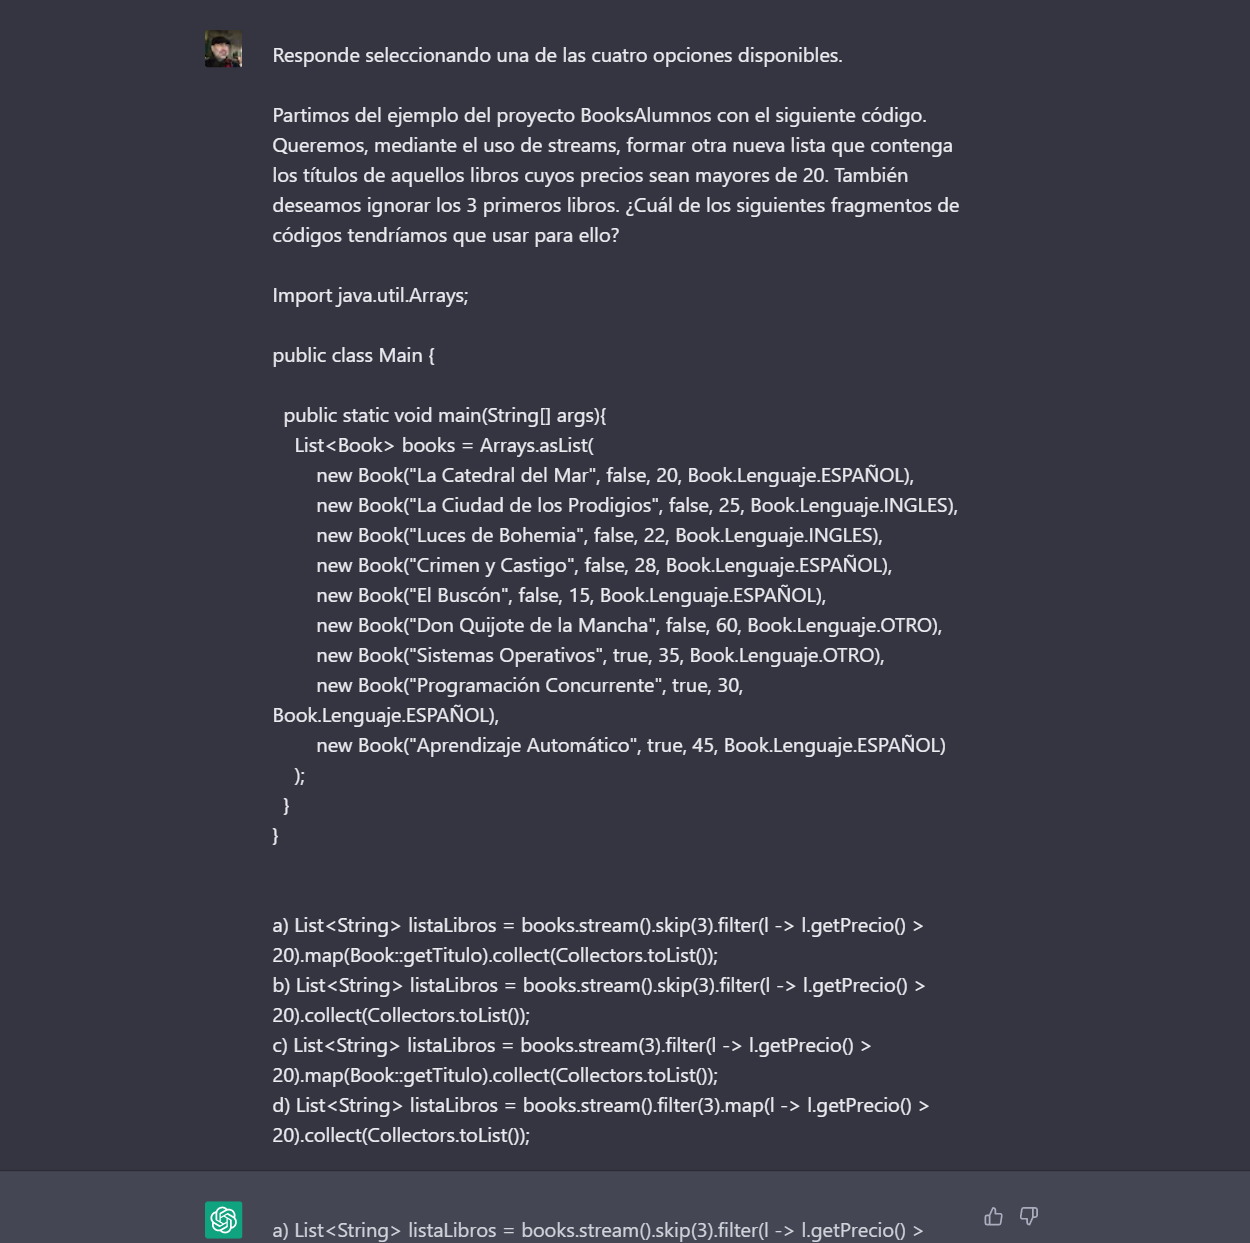 Responde seleccionando una de las cuatro opciones disponibles.
Partimos del ejemplo del proyecto BooksAlumnos con el siguiente código.
Queremos, mediante el uso de streams, formar otra nueva lista que contenga
los títulos de aquellos libros cuyos precios sean mayores de 20. También
deseamos ignorar los 3 primeros libros. ¿Cuál de los siguientes fragmentos de
códigos tendríamos que usar para ello?
Import java.util.Arrays;
public class Main {
public static void main(String[] args){
List<Book> books = Arrays.asList(
new Book("La Catedral del Mar", false, 20, Book.Lenguaje.ESPAÑOL),
new Book("La Ciudad de los Prodigios", false, 25, Book.Lenguaje.INGLES),
new Book("Luces de Bohemia", false, 22, Book.Lenguaje.INGLES),
new Book("Crimen y Castigo", false, 28, Book.Lenguaje.ESPAÑOL),
new Book("El Buscón", false, 15, Book.Lenguaje.ESPAÑOL),
new Book("Don Quijote de la Mancha", false, 60, Book.Lenguaje.OTRO),
new Book("Sistemas Operativos", true, 35, Book.Lenguaje.OTRO),
new Book("Programación Concurrente", true, 30,
Book.Lenguaje.ESPAÑOL),
new Book("Aprendizaje Automático", true, 45, Book.Lenguaje.ESPAÑOL)
);
}
}
a) List<String> listaLibros = books.stream().skip(3).filter(l -> l.getPrecio() >
20).map(Book::getTitulo).collect(Collectors.toList());
b) List<String> listaLibros = books.stream().skip(3).filter(l -> l.getPrecio() >
20).collect(Collectors.toList());
c) List<String> listaLibros = books.stream(3).filter(l -> l.getPrecio() >
20).map(Book::getTitulo).collect(Collectors.toList());
d) List<String> listaLibros = books.stream().filter(3).map(l -> l.getPrecio() >
20).collect(Collectors.toList());
a) List<String> listaLibros = books.stream().skip(3).filter(l -> l.getPrecio() >